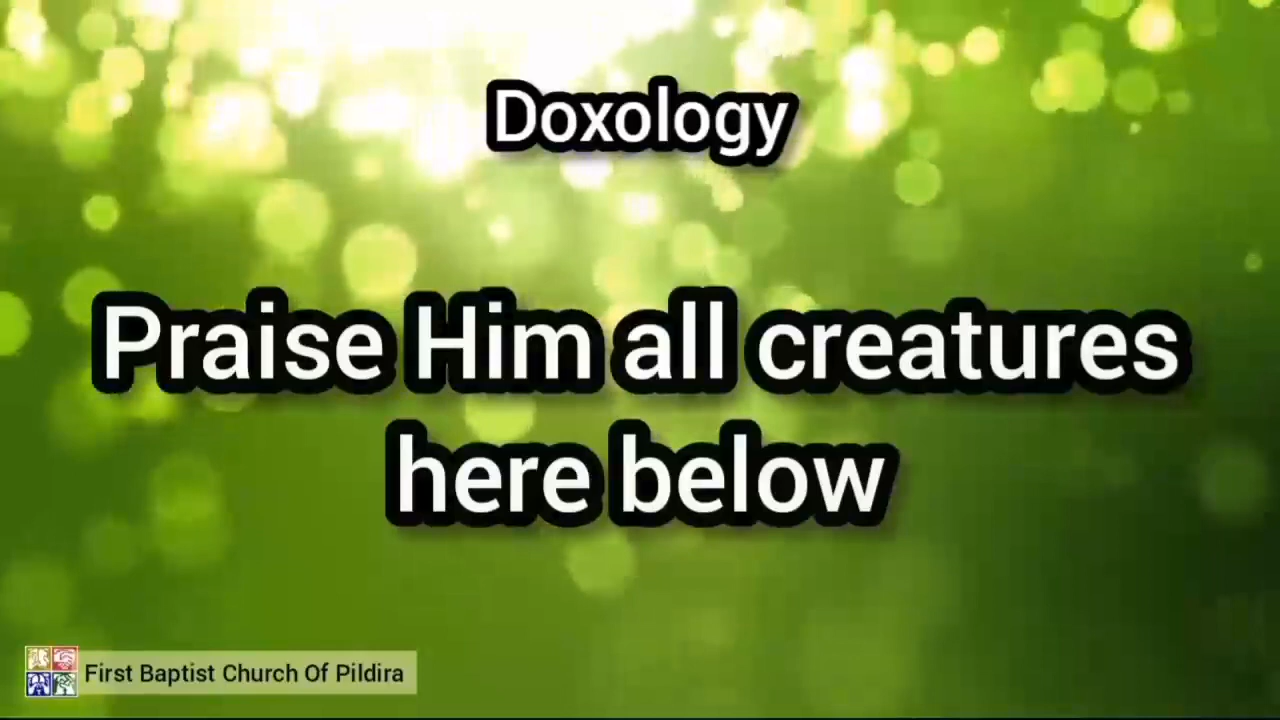 Doxology
Praise Him all creatures
here below
First Baptist Church Of Pildira